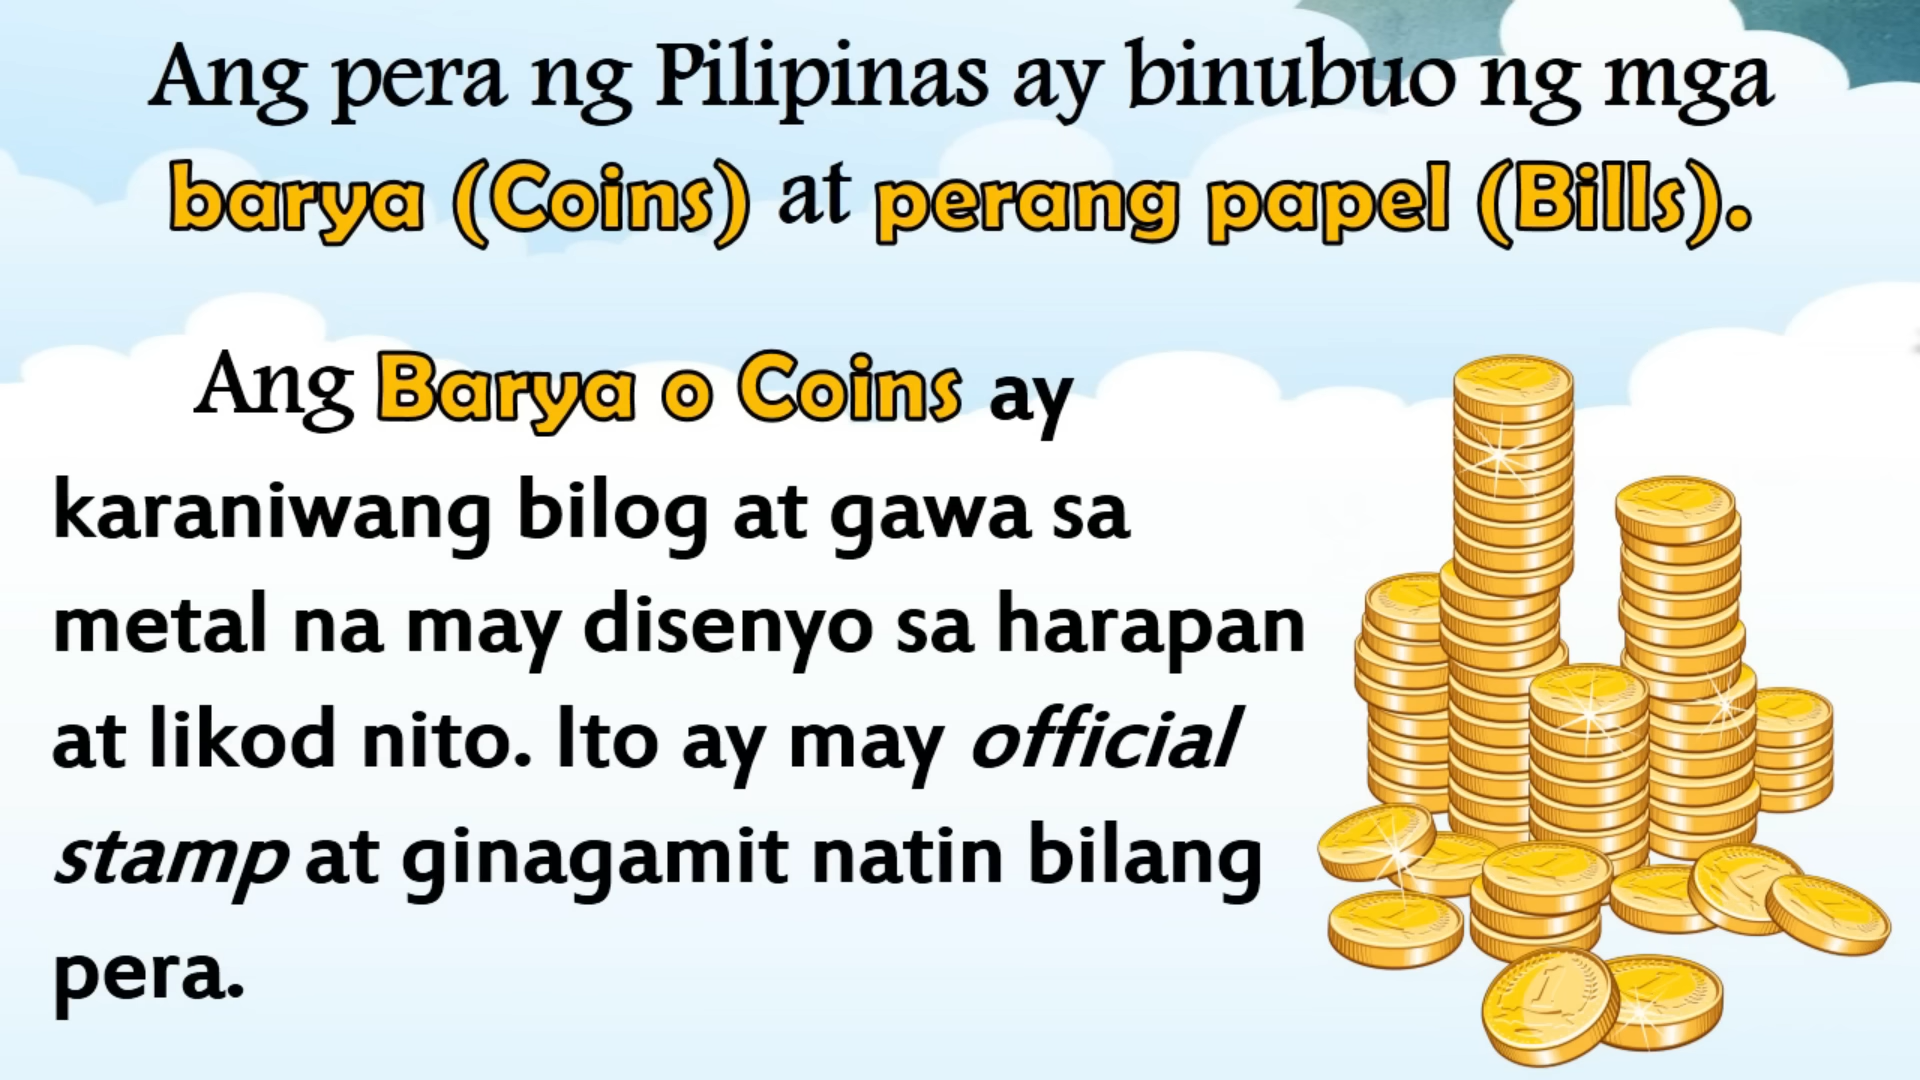 Ang pera ng Pilipinas ay binubuo ng mga
barya (Coins) at perang papel (Bills).
Ang Barya o Coins ay
karaniwang bilog at gawa sa
metal na may disenyo sa harapan
at likod nito. Ito ay may official
stamp at ginagamit natin bilang
pera.